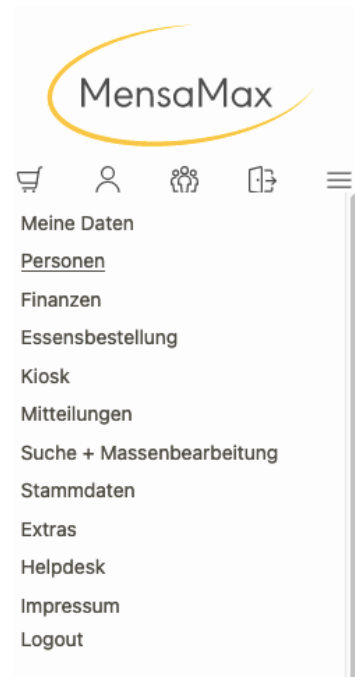 MensaMax
Meine Daten
Personen
Finanzen
Essensbestellung
Kiosk
Mitteilungen
Suche + Massenbearbeitung
Stammdaten
Extras
Helpdesk
Impressum
Logout